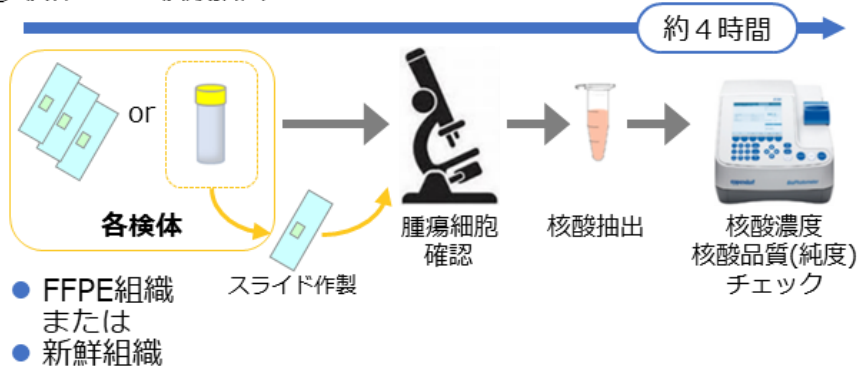 約４時間
or
各検体
スライド作製
腫瘍細胞
確認
核酸抽出
核酸濃度
核酸品質(純度)
チェック
● FFPE組織
または
● 新鮮組織